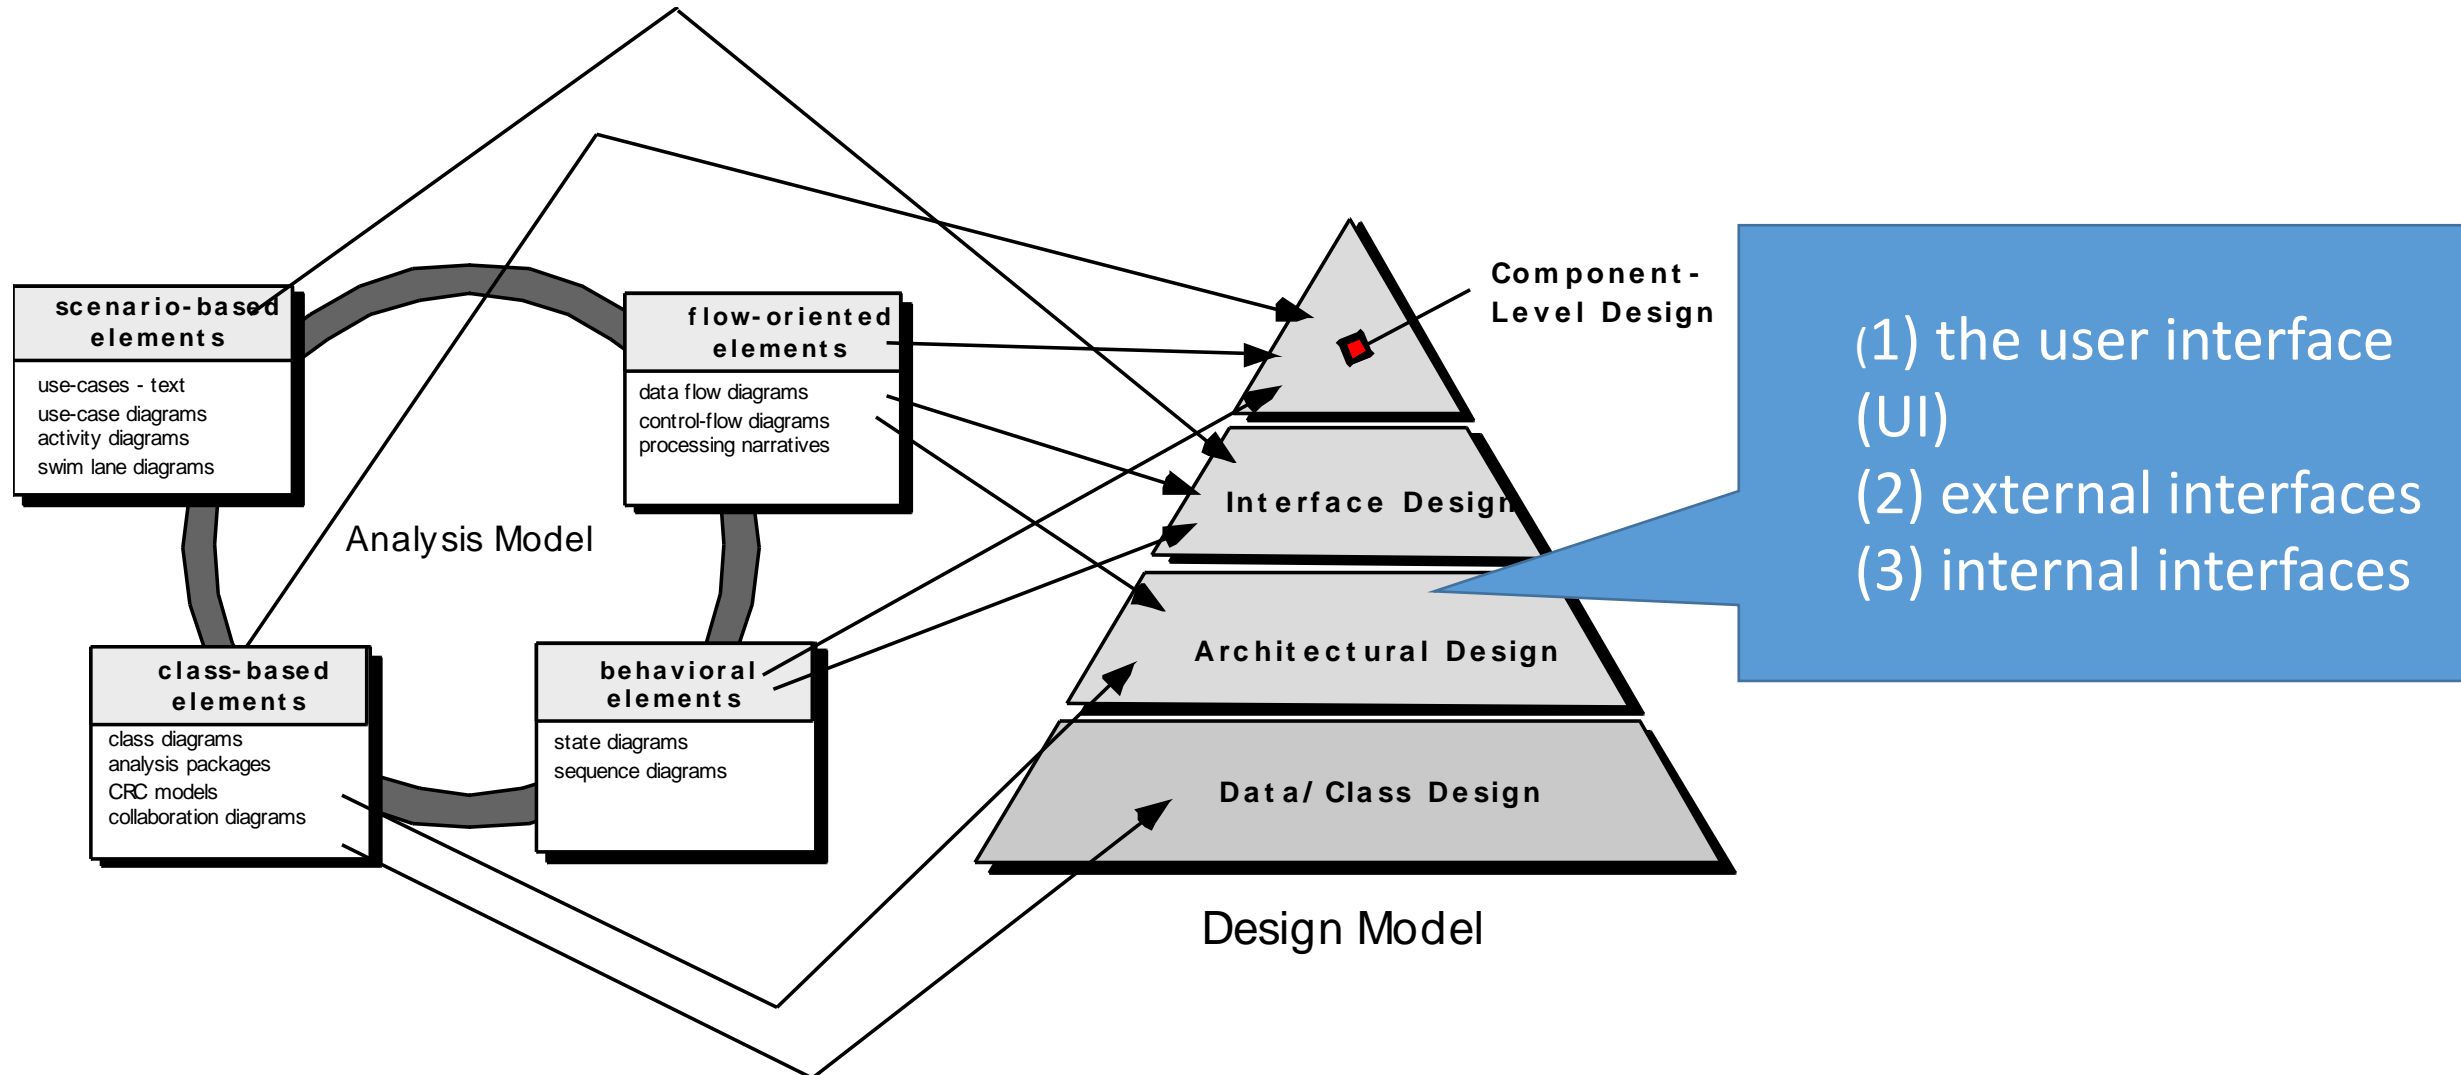 scenario-based
elements
use-cases - text
use-case diagrams
activity diagrams
swim lane diagrams
flow-oriented
elements
data flow diagrams
control-flow diagrams
processing narratives
Analysis Model
class-based
elements
class diagrams
analysis packages
CRC models
collaboration diagrams
behavioral
elements
state diagrams
sequence diagrams
Component-
Level Design
Interface Design
Architectural Design
Data/Class Design
Design Model
(1) the user interface
(UI)
(2) external interfaces
(3) internal interfaces